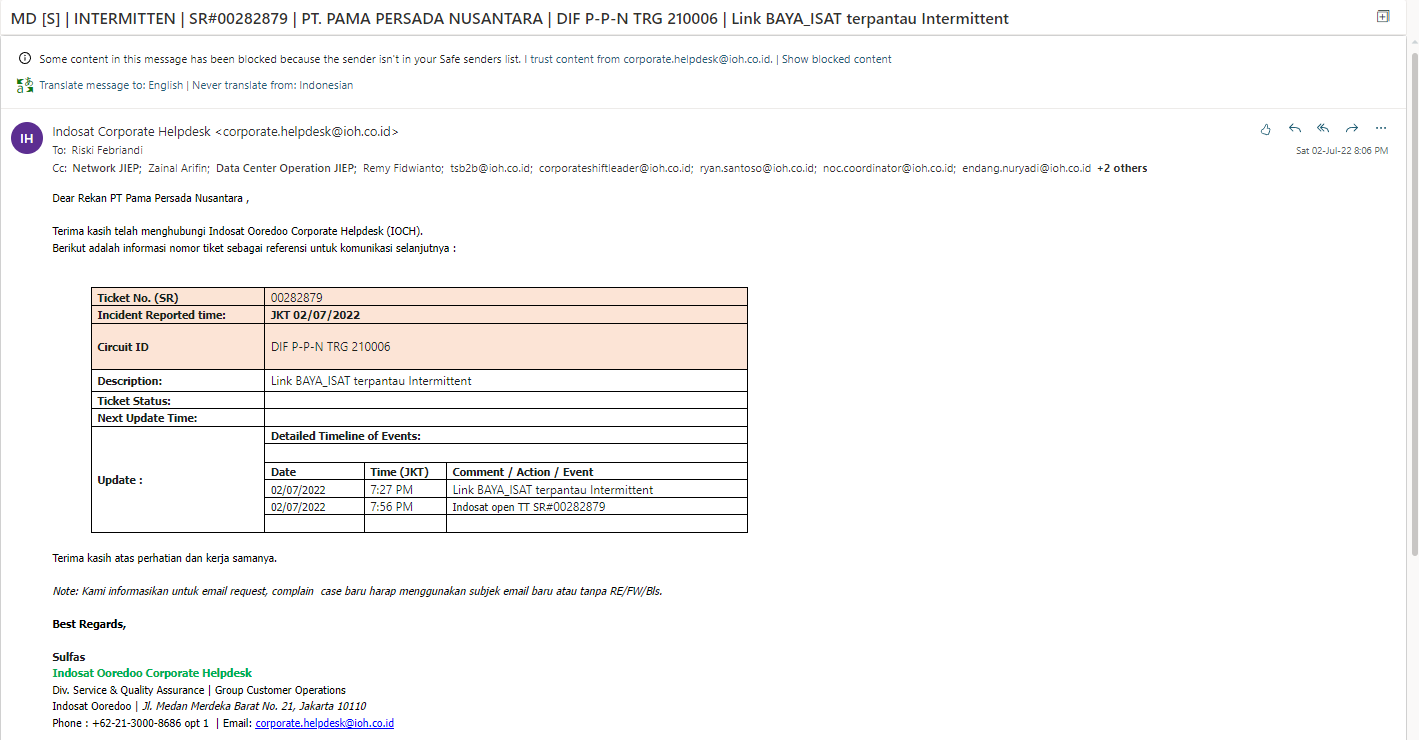 MD [S] | INTERMITTEN | SR#00282879 | PT. PAMA PERSADA NUSANTARA | DIF P-P-N TRG 210006 | Link BAYA_ISAT terpantau Intermittent
Some content in this message has been blocked because the sender isn't in your Safe senders list. I trust content from corporate.helpdesk@ioh.co.id. | Show blocked content
Translate message to: English | Never translate from: Indonesian
IH
Indosat Corporate Helpdesk <corporate.helpdesk@ioh.co.id>
To: Riski Febriandi
Sat 02-Jul-22 8:06 PM
Cc: Network JIEP; Zainal Arifin; Data Center Operation JIEP; Remy Fidwianto; tsb2b@ioh.co.id; corporateshiftleader@ioh.co.id; ryan.santoso@ioh.co.id; noc.coordinator@ioh.co.id; endang.nuryadi@ioh.co.id +2 others
Dear Rekan PT Pama Persada Nusantara ,
Terima kasih telah menghubungi Indosat Ooredoo Corporate Helpdesk (IOCH).
Berikut adalah informasi nomor tiket sebagai referensi untuk komunikasi selanjutnya :
Ticket No. (SR) 00282879
Incident Reported time: JKT 02/07/2022
Circuit ID DIF P-P-N TRG 210006
Description: Link BAYA_ISAT terpantau Intermittent
Ticket Status:
Next Update Time:
Update :
Detailed Timeline of Events:
Date Time (JKT) Comment / Action / Event
02/07/2022 7:27 PM Link BAYA_ISAT terpantau Intermittent
02/07/2022 7:56 PM Indosat open TT SR#00282879
Terima kasih atas perhatian dan kerja samanya.
Note: Kami informasikan untuk email request, complain case baru harap menggunakan subjek email baru atau tanpa RE/FW/Bls.
Best Regards,
Sulfas
Indosat Ooredoo Corporate Helpdesk
Div. Service & Quality Assurance | Group Customer Operations
Indosat Ooredoo | Jl. Medan Merdeka Barat No. 21, Jakarta 10110
Phone : +62-21-3000-8686 opt 1 | Email: corporate.helpdesk@ioh.co.id